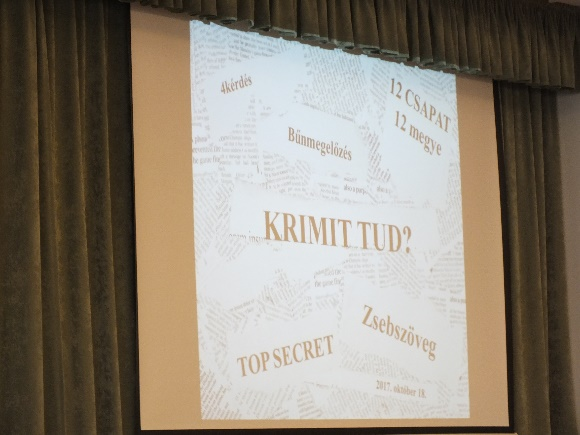 4kérdés
12 CSAPAT
12 megye
Bűnmegelőzés
KRIMIT TUD?
Zsebszöveg
TOP SECRET
2017. október 18.